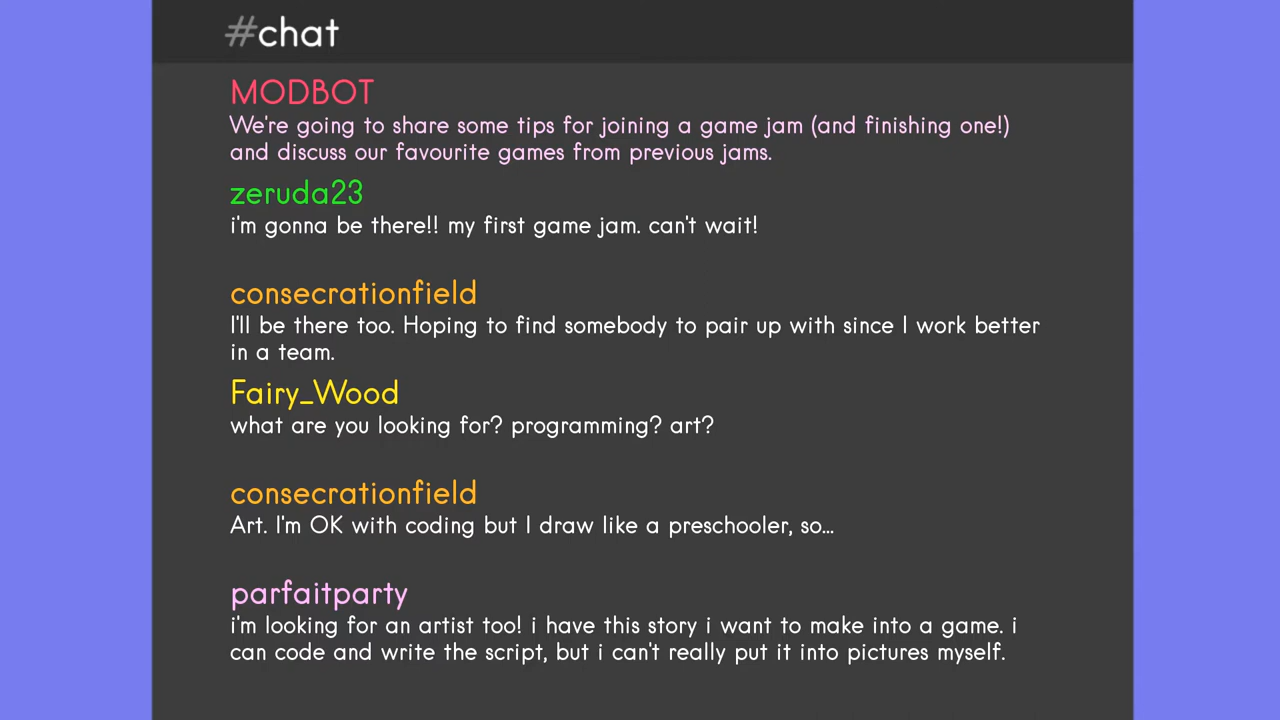 #chat
MODBOT
We're going to share some tips for joining a game jam (and finishing one!)
and discuss our favourite games from previous jams.
zeruda23
i'm gonna be there!! my first game jam. can't wait!
consecrationfield
I'll be there too. Hoping to find somebody to pair up with since I work better
in a team.
Fairy_Wood
what are you looking for? programming? art?
consecrationfield
Art. I'm OK with coding but I draw like a preschooler, so...
parfaitparty
i'm looking for an artist too! i have this story i want to make into a game. i
can code and write the script, but i can't really put it into pictures myself.